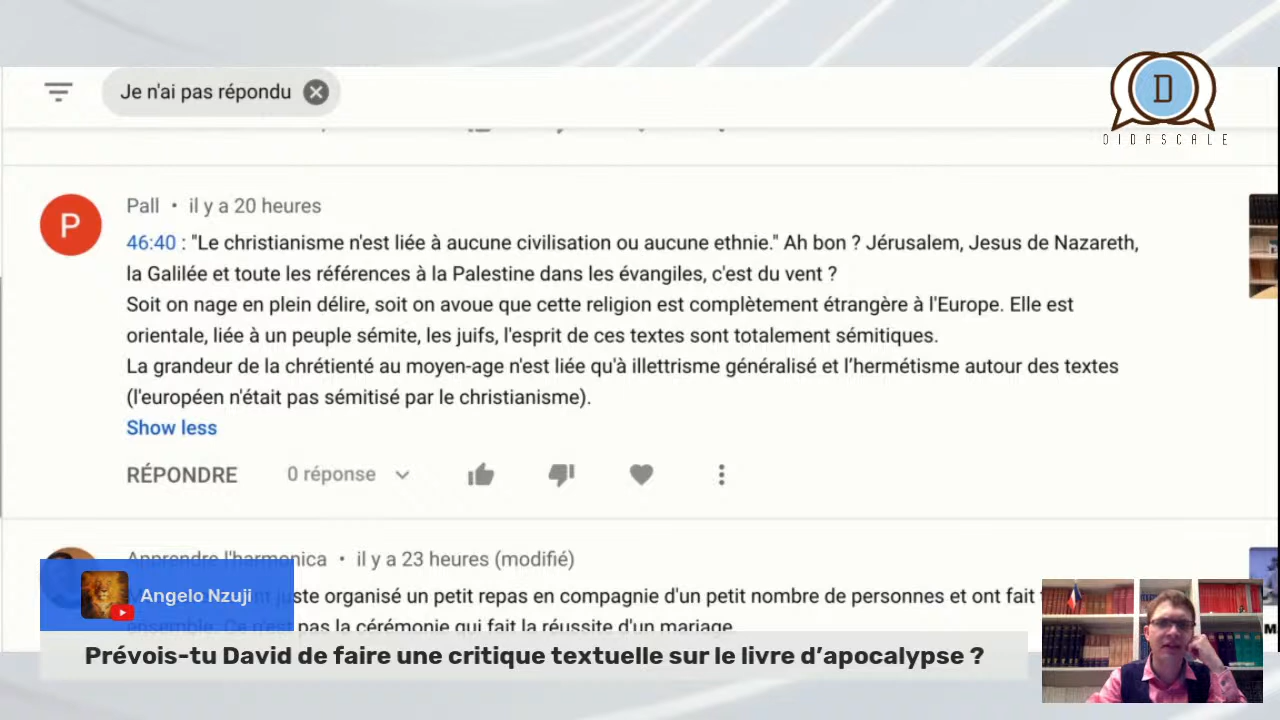 Je n'ai pas répondu
D
DIDASCALE
Pall • il y a 20 heures
P
46:40 : "Le christianisme n'est liée à aucune civilisation ou aucune ethnie." Ah bon ? Jérusalem, Jesus de Nazareth,
la Galilée et toute les références à la Palestine dans les évangiles, c'est du vent ?
Soit on nage en plein délire, soit on avoue que cette religion est complètement étrangère à l'Europe. Elle est
orientale, liée à un peuple sémite, les juifs, l'esprit de ces textes sont totalement sémitiques.
La grandeur de la chrétienté au moyen-age n'est liée qu'à illettrisme généralisé et l'hermétisme autour des textes
(l'européen n'était pas sémitisé par le christianisme).
Show less
RÉPONDRE 0 réponse
Apprendre l'harmonica • il y a 23 heures (modifié)
Angelo Nzuji
juste organisé un petit repas en compagnie d'un petit nombre de personnes et ont fait
ensemble. Ce n'est pas la cérémonie qui fait la réussite d'un mariage.
Prévois-tu David de faire une critique textuelle sur le livre d'apocalypse ?